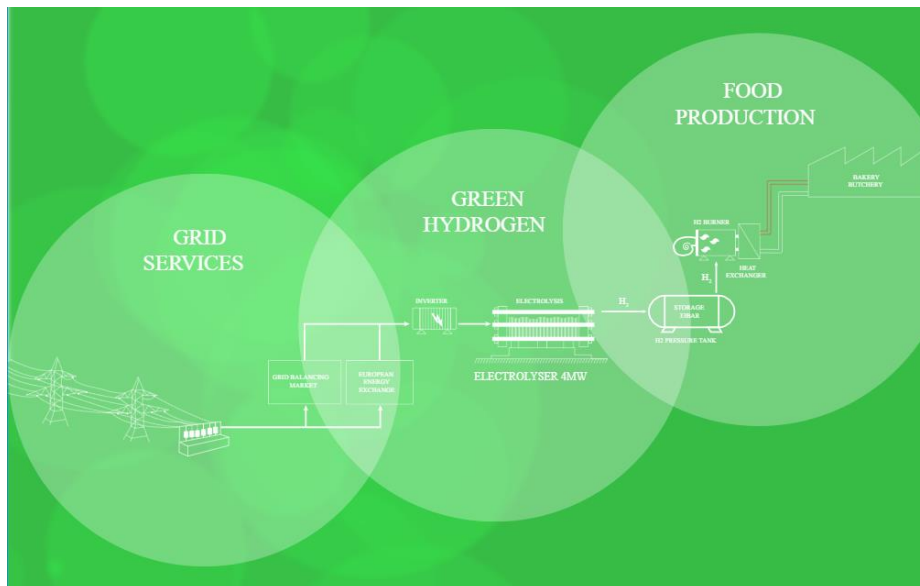 GRID
SERVICES
GRID BALANCING
MARKET
EUROPEAN
ENERGY
EXCHANGE
GREEN
HYDROGEN
INVERTER
ELECTROLYSIS
ELECTROLYSER 4MW
H₂
FOOD
PRODUCTION
BAKERY
BUTCHERY
H2 BURNER
HEAT
EXCHANGER
H₂
STORAGE
35BAR
H2 PRESSURE TANK